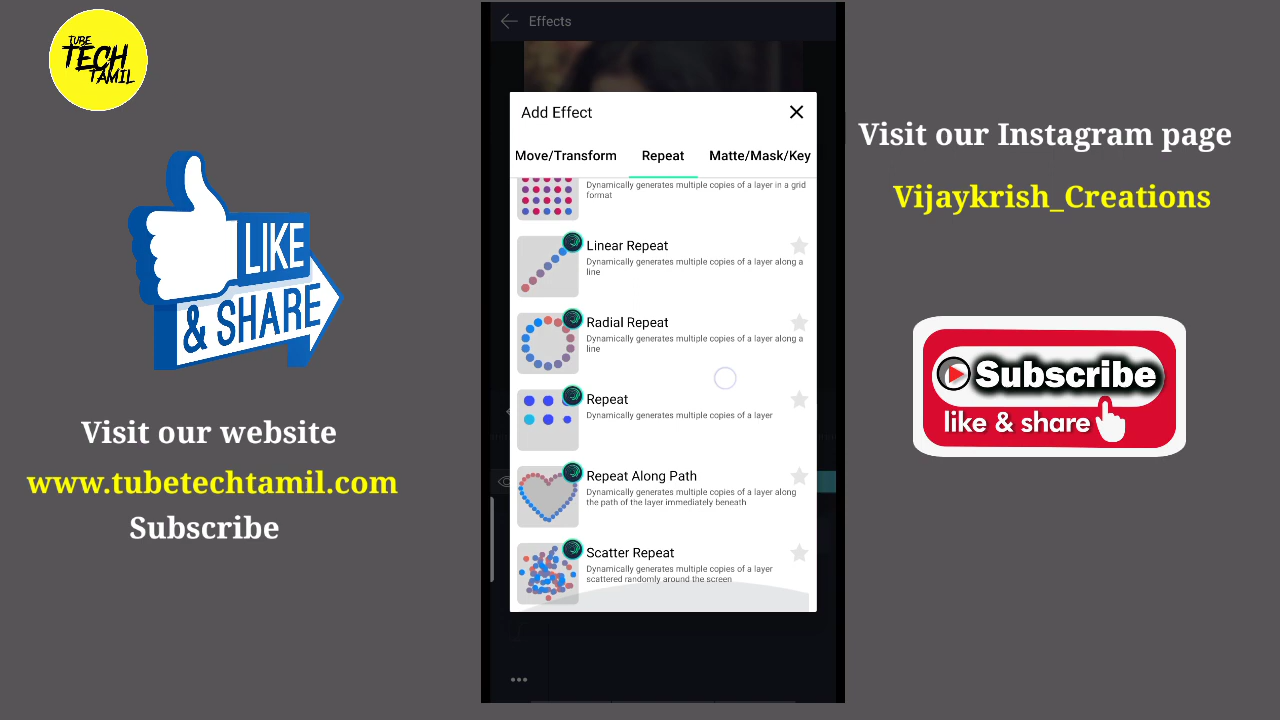 TUBE
TECH
TAMIL
LIKE
& SHARE
Visit our website
www.tubetechtamil.com
Subscribe
Effects
Add Effect
Move/Transform
Repeat
Matte/Mask/Key
Dynamically generates multiple copies of a layer in a grid
format
Linear Repeat
Dynamically generates multiple copies of a layer along a
line
Radial Repeat
Dynamically generates multiple copies of a layer along a
line
Repeat
Dynamically generates multiple copies of a layer
Repeat Along Path
Dynamically generates multiple copies of a layer along
the path of the layer immediately beneath
Scatter Repeat
Dynamically generates multiple copies of a layer
scattered randomly around the screen
Visit our Instagram page
Vijaykrish_Creations
Subscribe
like & share